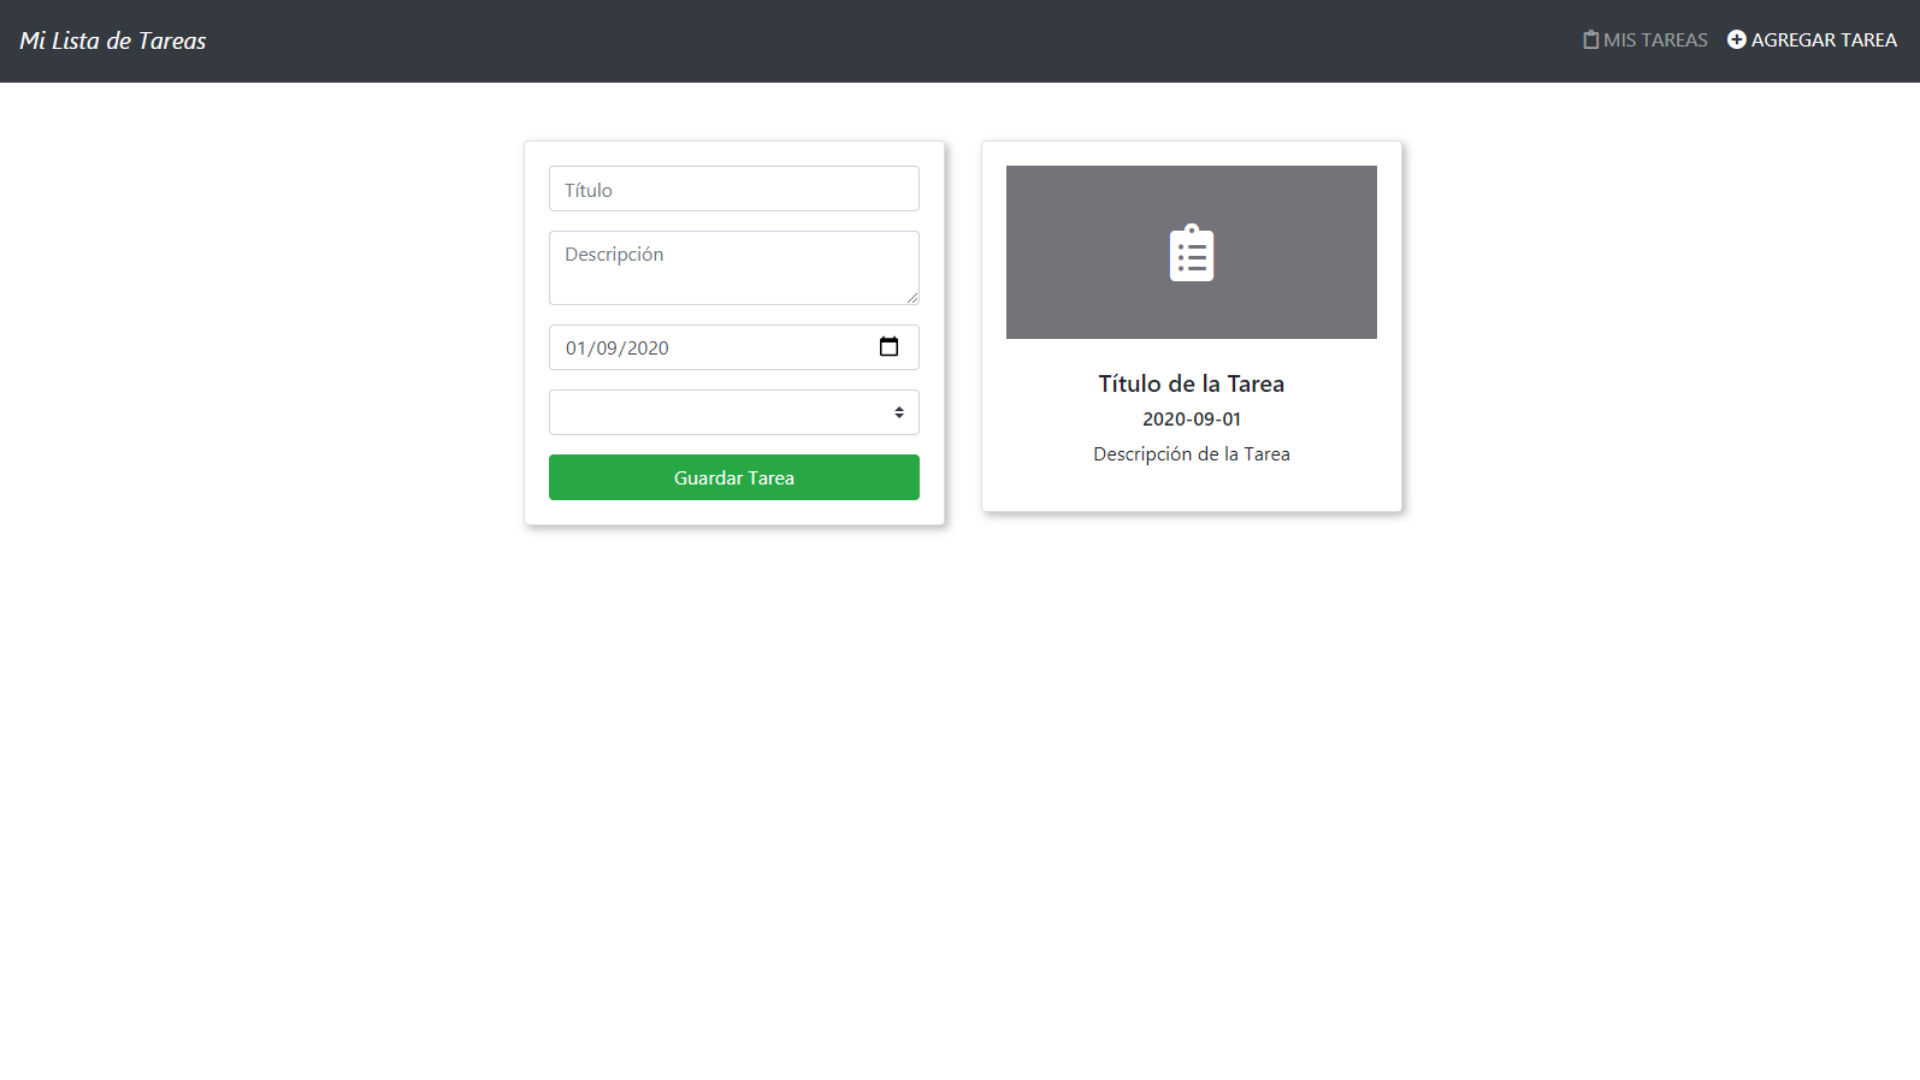 Mi Lista de Tareas
MIS TAREAS
AGREGAR TAREA
Título
Descripción
01/09/2020
Guardar Tarea
Título de la Tarea
2020-09-01
Descripción de la Tarea